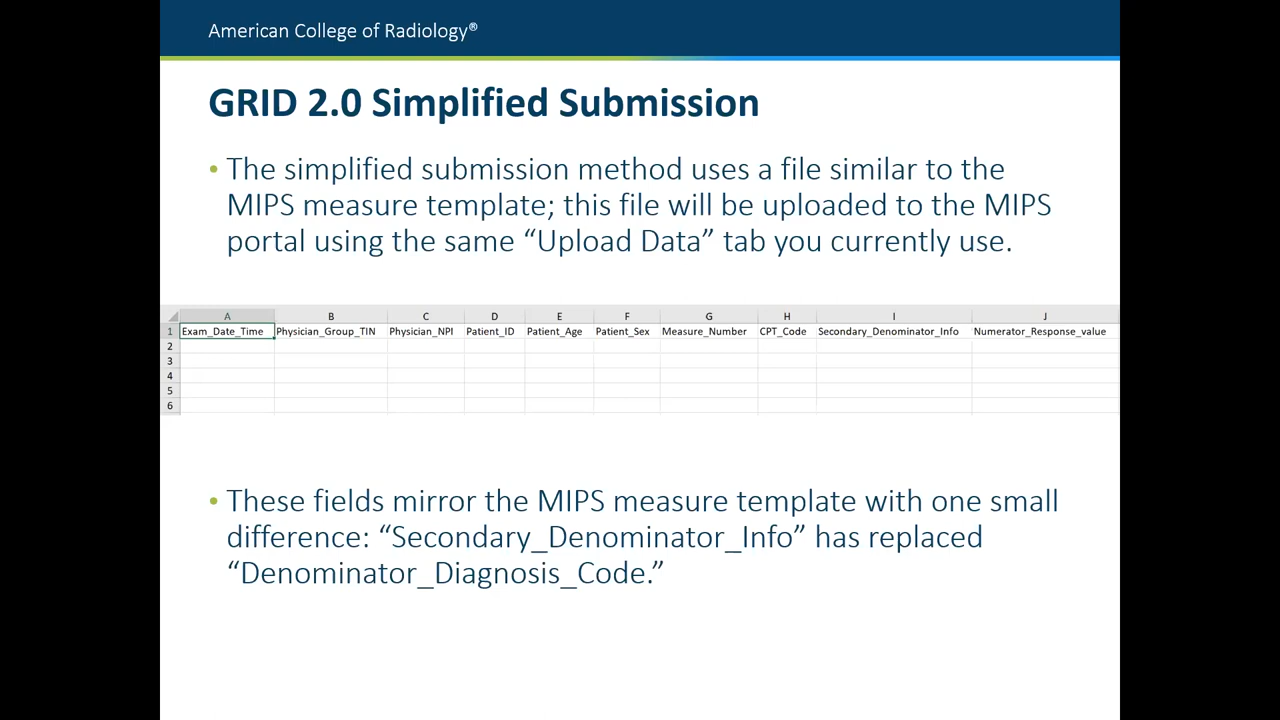 American College of Radiology®
GRID 2.0 Simplified Submission
• The simplified submission method uses a file similar to the
MIPS measure template; this file will be uploaded to the MIPS
portal using the same “Upload Data” tab you currently use.
A B C D E F G H I J
1 Exam_Date_Time Physician_Group_TIN Physician_NPI Patient_ID Patient_Age Patient_Sex Measure_Number CPT_Code Secondary_Denominator_Info Numerator_Response_value
2
3
4
5
6
• These fields mirror the MIPS measure template with one small
difference: “Secondary_Denominator_Info” has replaced
“Denominator_Diagnosis_Code.”